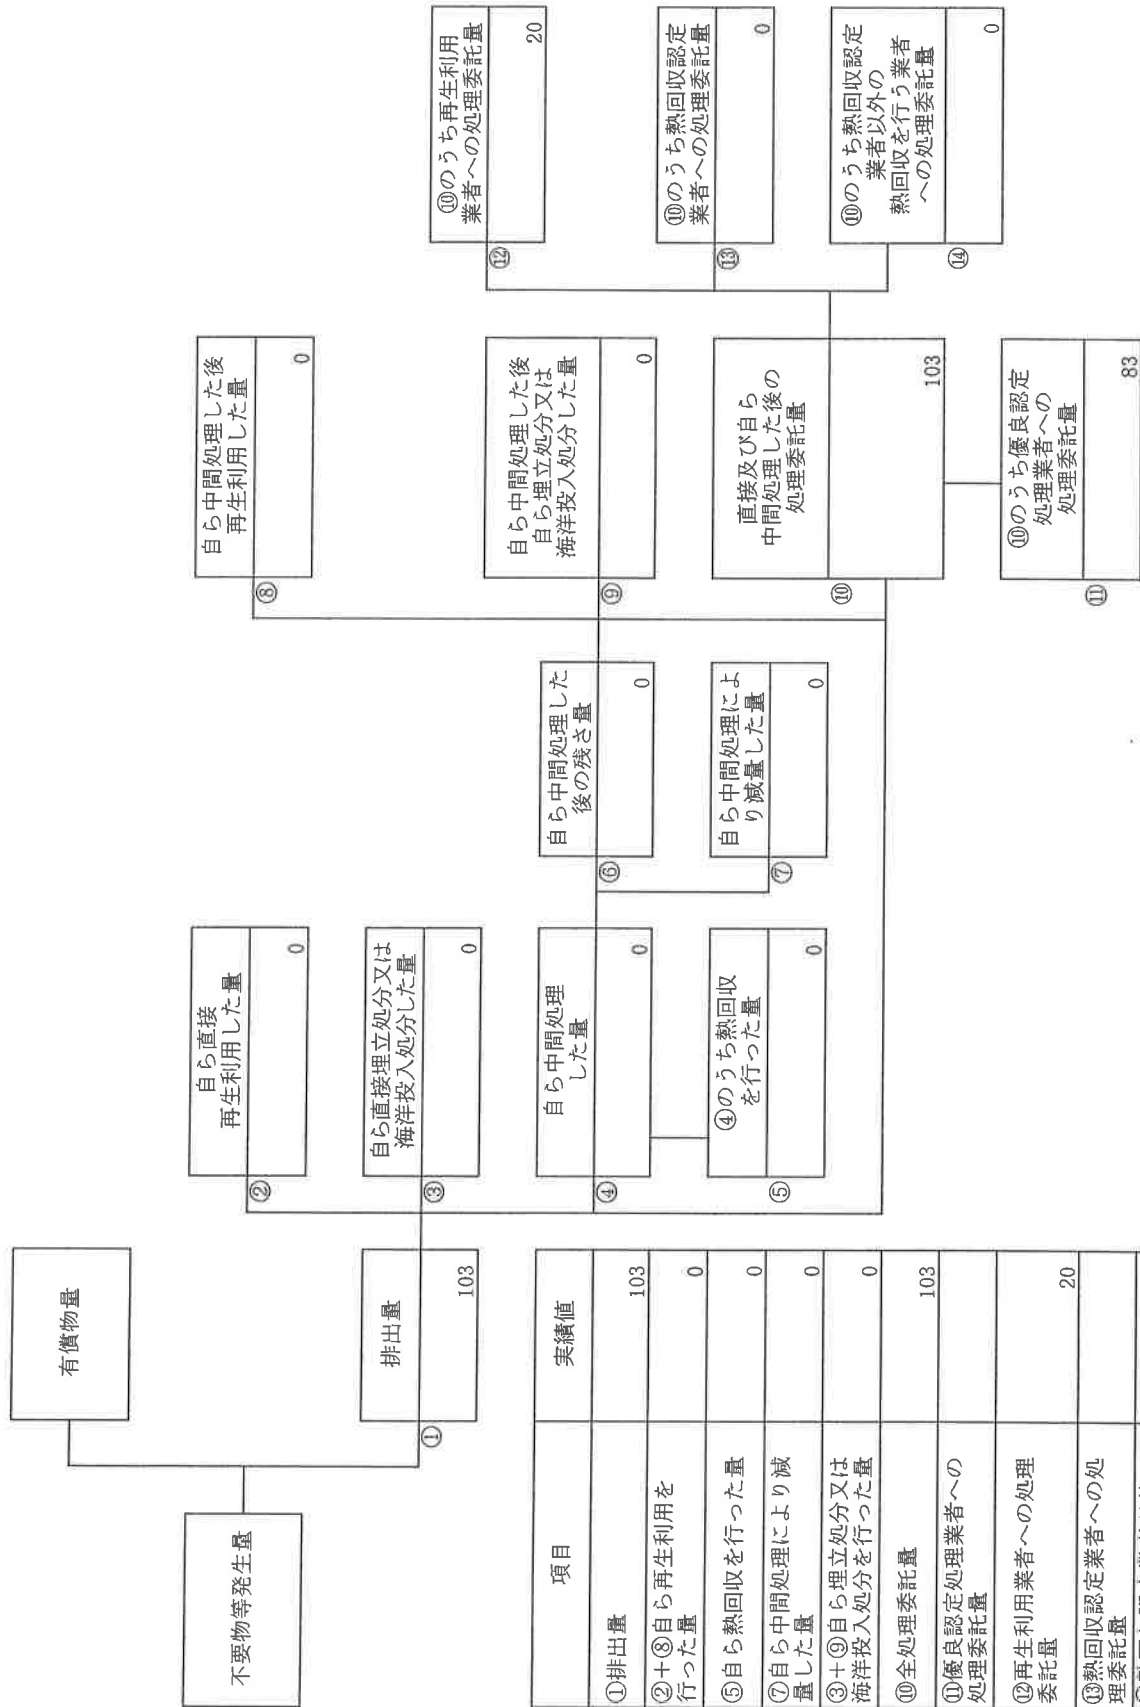 不要物等発生量
有償物量
①
排出量
103
②
自ら直接
再生利用した量
0
③
自ら直接埋立処分又は
海洋投入処分した量
0
④
自ら中間処理
した量
0
⑤
④のうち熱回収
を行った量
0
⑥
自ら中間処理した
後の残さ量
0
⑦
自ら中間処理によ
り減量した量
0
⑧
自ら中間処理した後
再生利用した量
0
⑨
自ら中間処理した後
自ら埋立処分又は
海洋投入処分した量
0
⑩
直接及び自ら
中間処理した後の
処理委託量
103
⑪
⑩のうち優良認定
処理業者への
処理委託量
83
⑫
⑩のうち再生利用
業者への処理委託量
20
⑬
⑩のうち熱回収認定
業者への処理委託量
0
⑭
⑩のうち熱回収認定
業者以外の
熱回収を行う業者
への処理委託量
0
項目
実績値
①排出量
103
②+⑧自ら再生利用を
行った量
0
⑤自ら熱回収を行った量
0
⑦自ら中間処理により減
量した量
0
③+⑨自ら埋立処分又は
海洋投入処分を行った量
0
⑩全処理委託量
103
⑪優良認定処理業者への
処理委託量
⑫再生利用業者への処理
委託量
20
⑬熱回収認定業者への処
理委託量